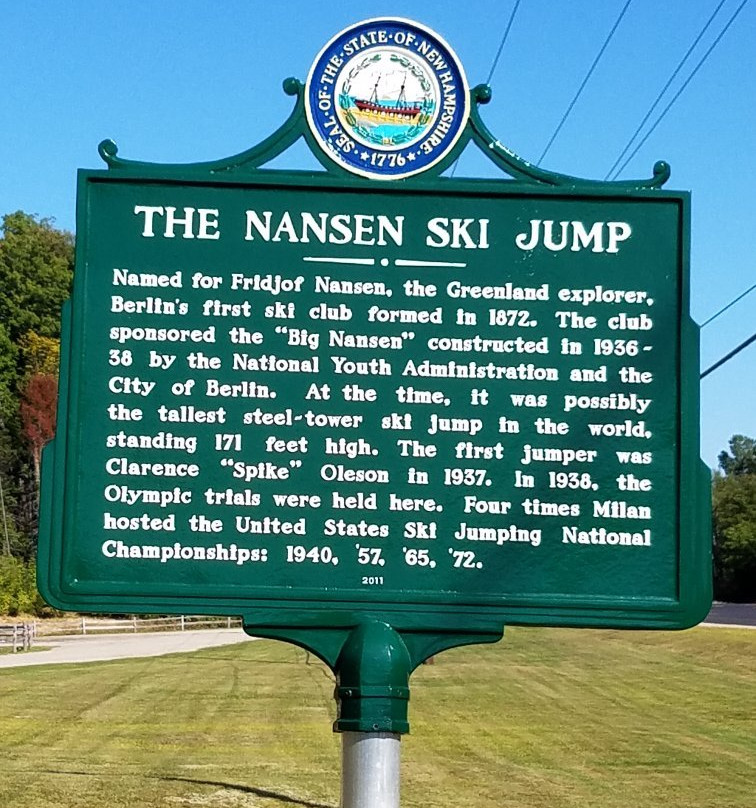 SEAL·OF·THE·STATE·OF·NEW HAMPSHIRE·
★1776★
THE NANSEN SKI JUMP
Named for Fridjof Nansen, the Greenland explorer,
Berlin's first ski club formed in 1872. The club
sponsored the "Big Nansen" constructed in 1936-
38 by the National Youth Administration and the
City of Berlin. At the time, it was possibly
the tallest steel-tower ski jump in the world,
standing 171 feet high. The first jumper was
Clarence "Spike" Oleson in 1937. In 1938, the
Olympic trials were held here. Four times Milan
hosted the United States Ski Jumping National
Championships: 1940, '57, '65, '72.
2011